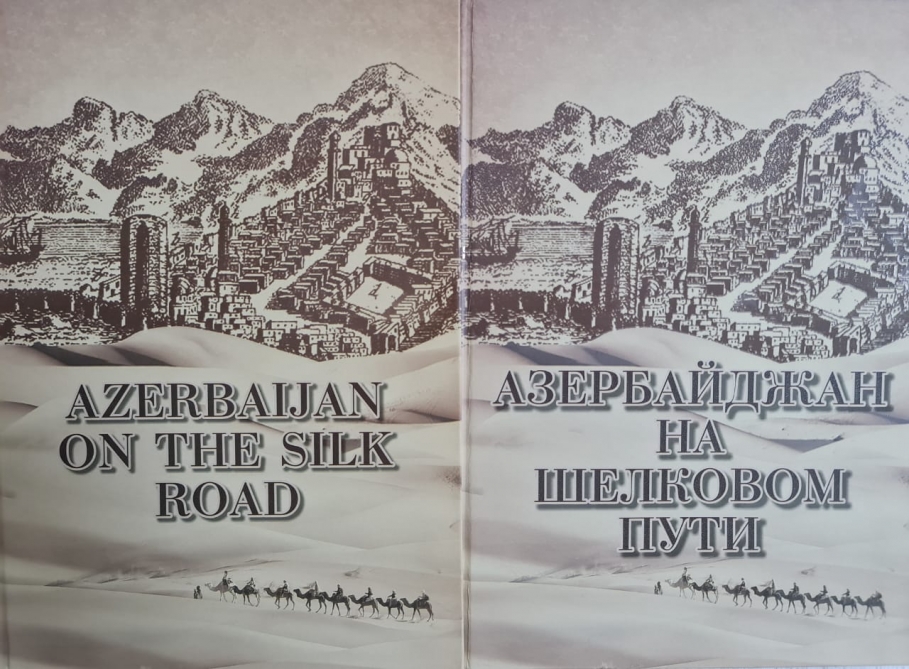 AZERBAIJAN
ON THE SILK
ROAD
АЗЕРБАЙДЖАН
НА
ШЕЛКОВОМ
ПУТИ